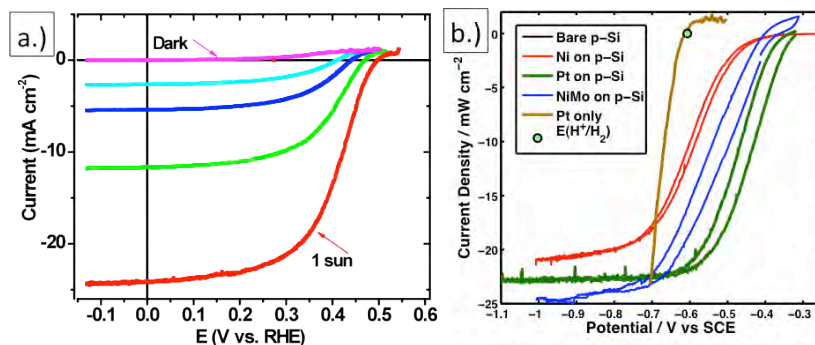 a.)
Dark
1 sun
0
-10
-20
Current (mA cm-2)
-0.1 0.0 0.1 0.2 0.3 0.4 0.5 0.6
E (V vs. RHE)
b.)
Bare p-Si
Ni on p-Si
Pt on p-Si
NiMo on p-Si
Pt only
E(H+/H2)
0
-5
-10
-15
-20
-25
Current Density / mW cm-2
-1 -0.9 -0.8 -0.7 -0.6 -0.5 -0.4 -0.3
Potential / V vs SCE